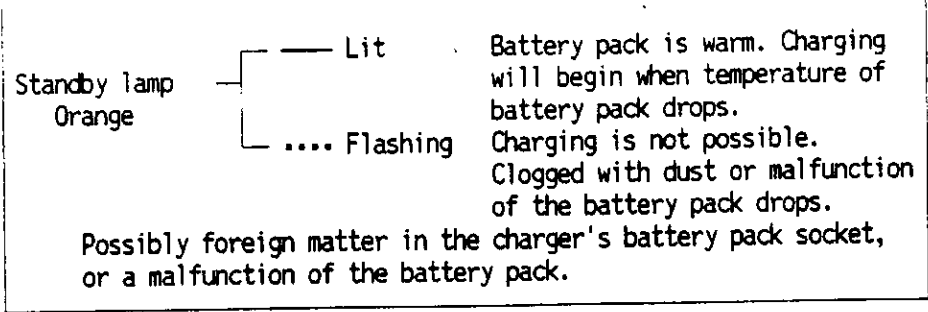 Lit Battery pack is warm. Charging
Standby lamp will begin when temperature of
Orange battery pack drops.
.... Flashing Charging is not possible.
Clogged with dust or malfunction
of the battery pack drops.
Possibly foreign matter in the charger's battery pack socket,
or a malfunction of the battery pack.